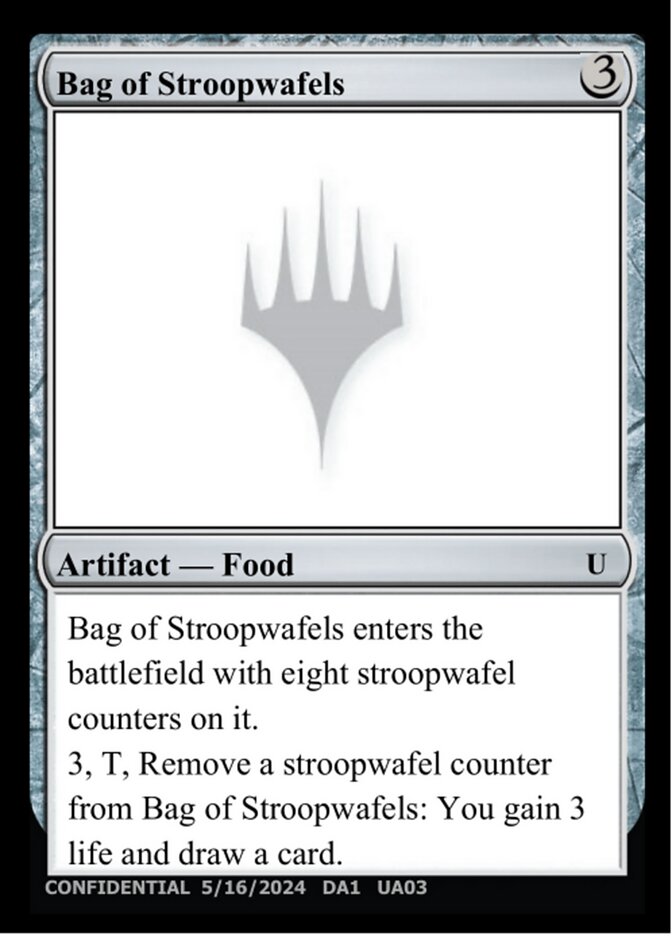 Bag of Stroopwafels 3
Artifact — Food U
Bag of Stroopwafels enters the
battlefield with eight stroopwafel
counters on it.
3, T, Remove a stroopwafel counter
from Bag of Stroopwafels: You gain 3
life and draw a card.
CONFIDENTIAL 5/16/2024 DA1 UA03